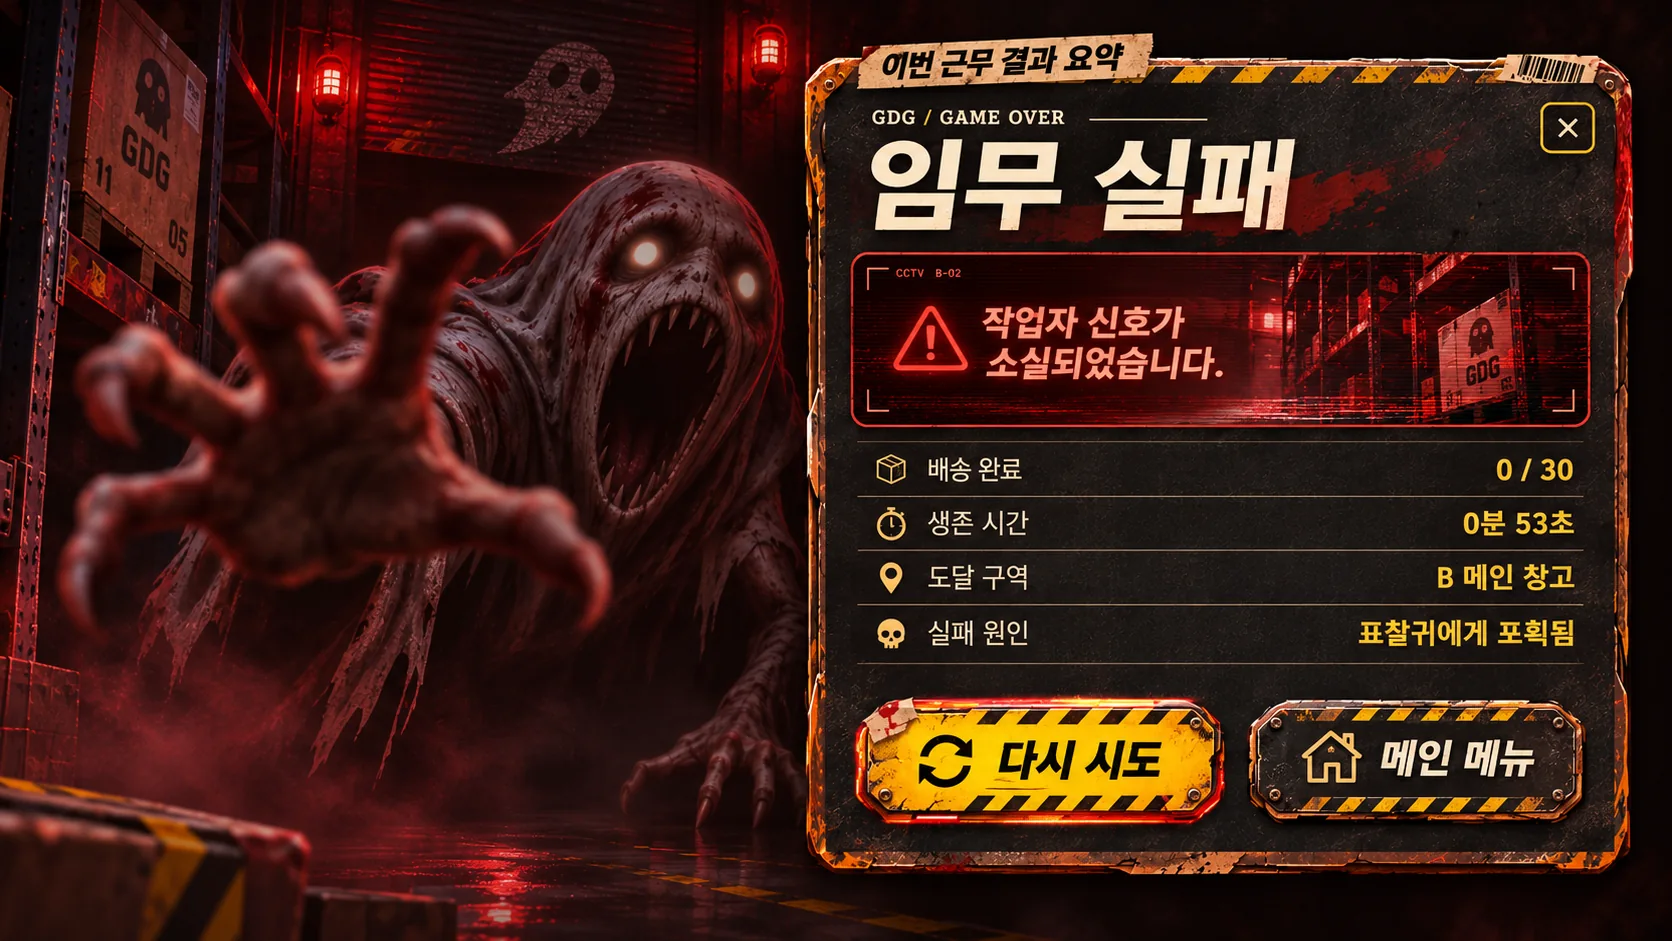 이번 근무 결과 요약
GDG / GAME OVER
임무 실패
CCTV B-02
작업자 신호가
소실되었습니다.
GDG
배송 완료 0 / 30
생존 시간 0분 53초
도달 구역 B 메인 창고
실패 원인 표찰귀에게 포획됨
다시 시도
메인 메뉴
GDG
11
05